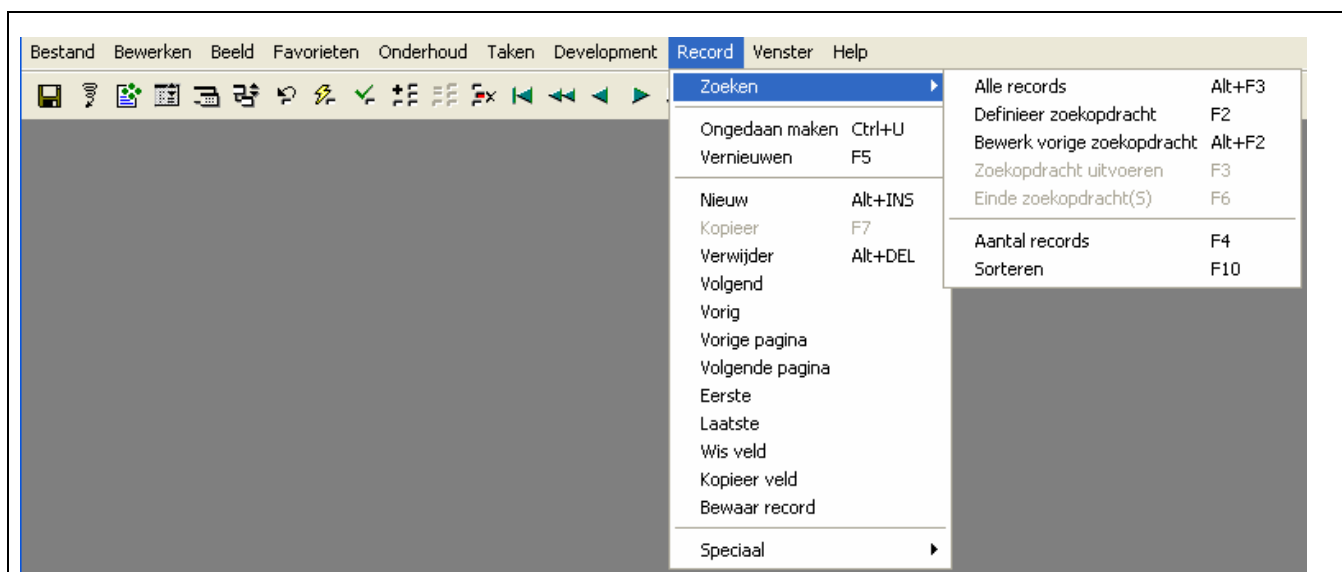 Bestand Bewerken Beeld Favorieten Onderhoud Taken Development Record Venster Help
Zoeken
Ongedaan maken Ctrl+U
Vernieuwen F5
Nieuw Alt+INS
Kopieer F7
Verwijder Alt+DEL
Volgend
Vorig
Vorige pagina
Volgende pagina
Eerste
Laatste
Wis veld
Kopieer veld
Bewaar record
Speciaal
Alle records Alt+F3
Definieer zoekopdracht F2
Bewerk vorige zoekopdracht Alt+F2
Zoekopdracht uitvoeren F3
Einde zoekopdracht(S) F6
Aantal records F4
Sorteren F10